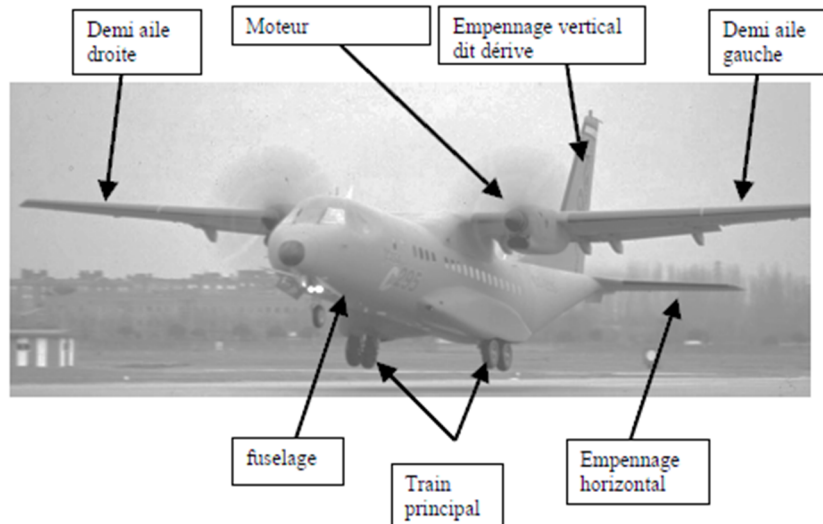 Demi aile
droite
Moteur
Empennage vertical
dit dérive
Demi aile
gauche
fuselage
Train
principal
Empennage
horizontal